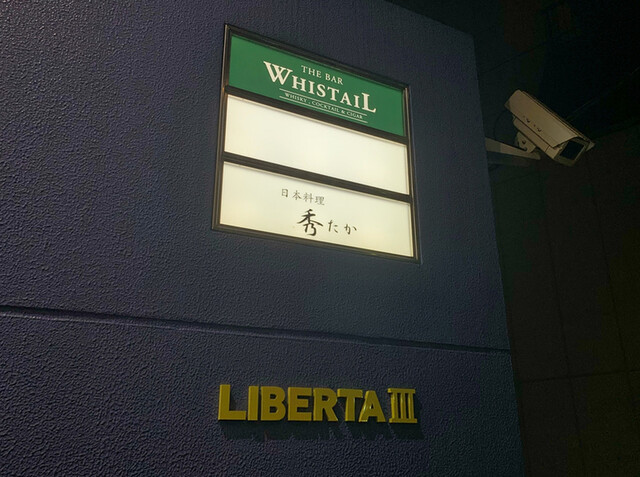 THE BAR
WHISTAIL
WHISKY, COCKTAIL & CIGAR
日本料理
秀たか
LIBERTA III